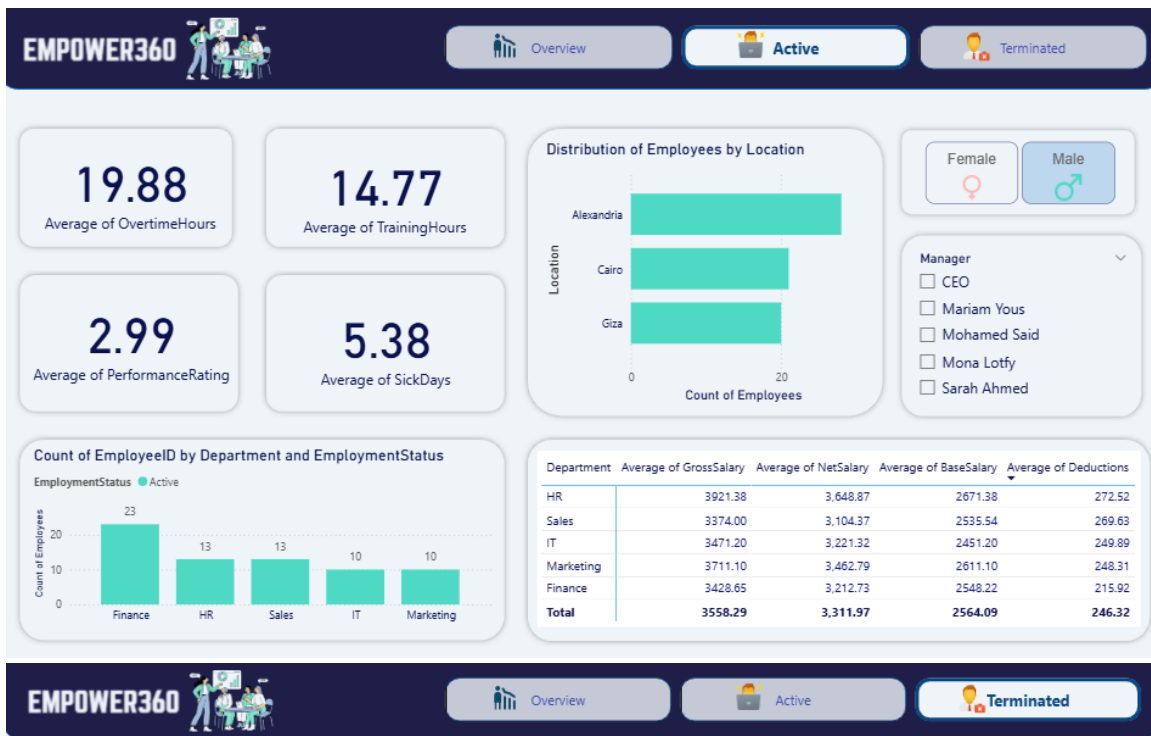 EMPOWER360
Overview
Active
Terminated
19.88
Average of OvertimeHours
14.77
Average of TrainingHours
2.99
Average of PerformanceRating
5.38
Average of SickDays
Distribution of Employees by Location
Location
Alexandria
Cairo
Giza
0 20
Count of Employees
Female Male
Manager
CEO
Mariam Yous
Mohamed Said
Mona Lotfy
Sarah Ahmed
Count of EmployeeID by Department and EmploymentStatus
EmploymentStatus Active
Count of Employees
20
10
0
23 13 13 10 10
Finance HR Sales IT Marketing
Department Average of GrossSalary Average of NetSalary Average of BaseSalary Average of Deductions
HR 3921.38 3,648.87 2671.38 272.52
Sales 3374.00 3,104.37 2535.54 269.63
IT 3471.20 3,221.32 2451.20 249.89
Marketing 3711.10 3,462.79 2611.10 248.31
Finance 3428.65 3,212.73 2548.22 215.92
Total 3558.29 3,311.97 2564.09 246.32
EMPOWER360
Overview
Active
Terminated